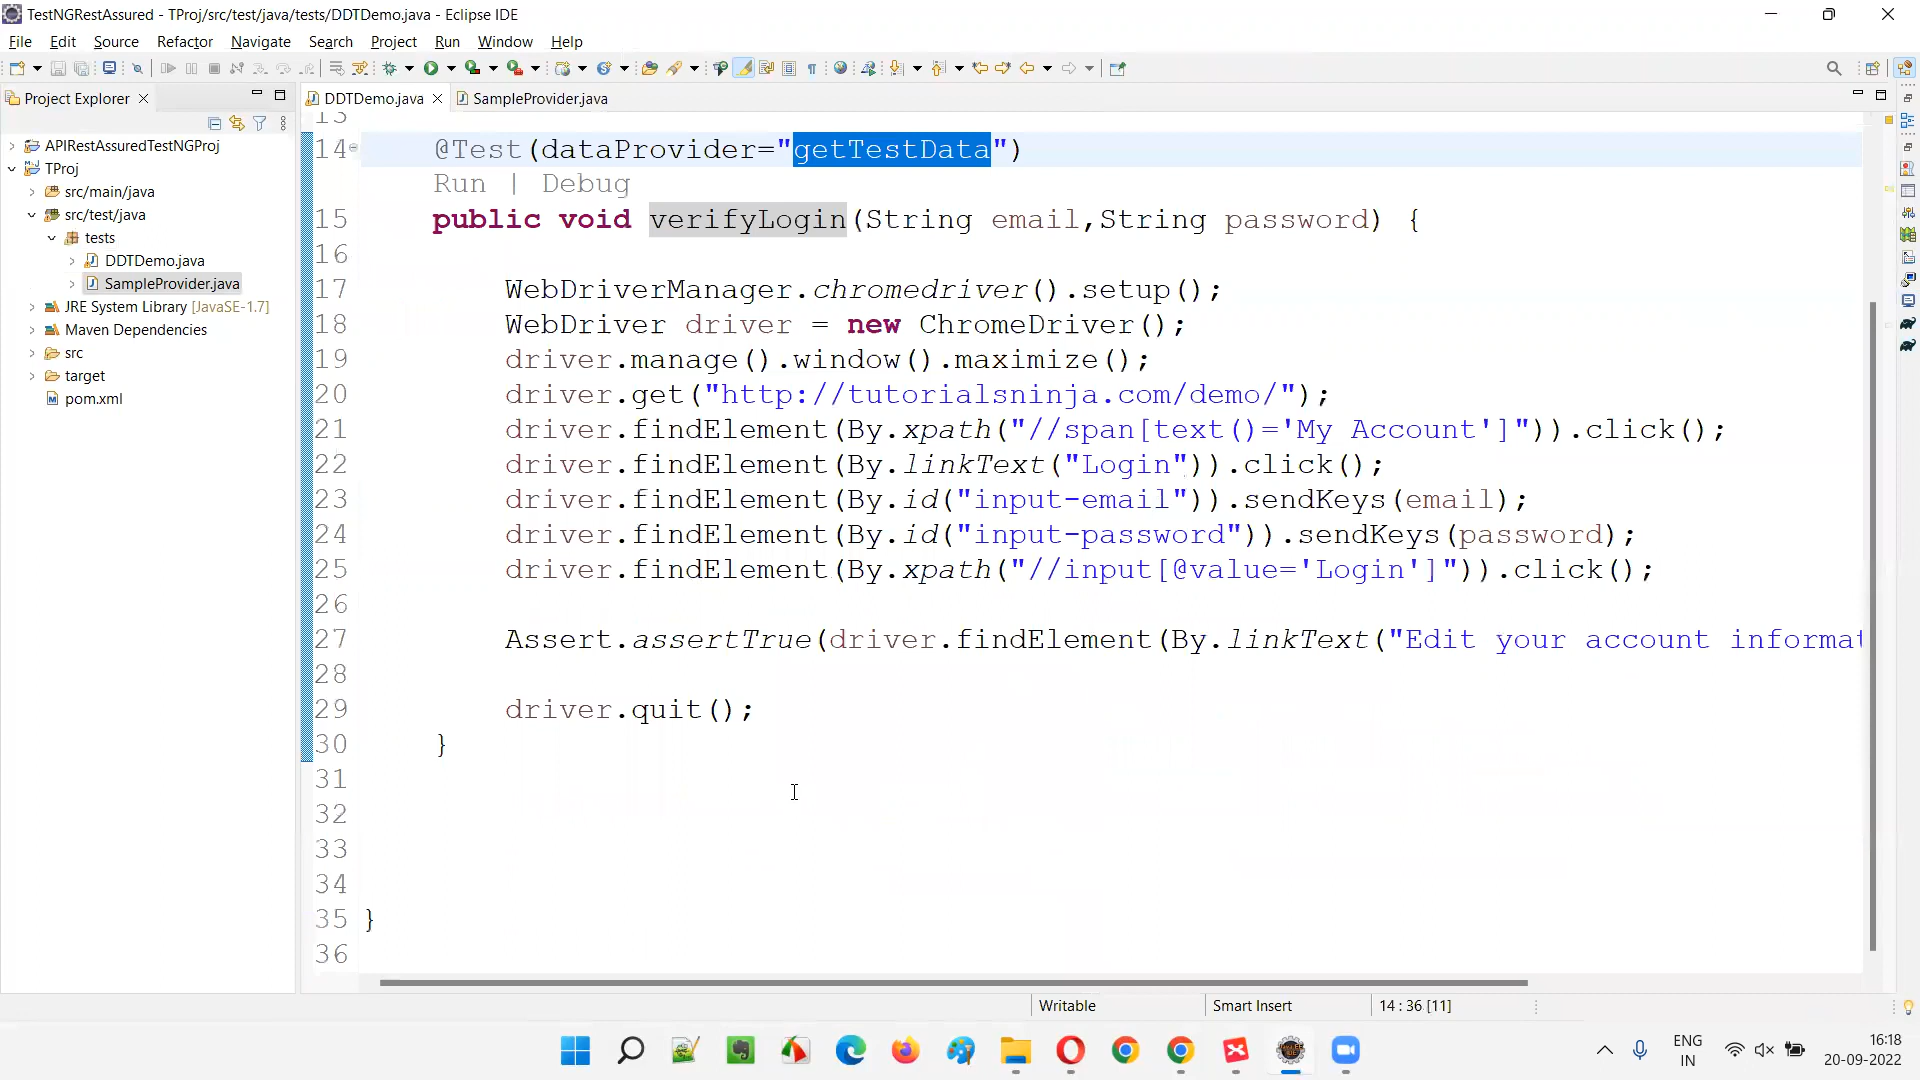 TestNGRestAssured - TProj/src/test/java/tests/DDTDemo.java - Eclipse IDE
File Edit Source Refactor Navigate Search Project Run Window Help
Project Explorer
DDTDemo.java
SampleProvider.java
APIRestAssuredTestNGProj
TProj
src/main/java
src/test/java
tests
DDTDemo.java
SampleProvider.java
JRE System Library [JavaSE-1.7]
Maven Dependencies
src
target
pom.xml
13
14 @Test(dataProvider="getTestData")
Run | Debug
15 public void verifyLogin(String email,String password) {
16
17 WebDriverManager.chromedriver().setup();
18 WebDriver driver = new ChromeDriver();
19 driver.manage().window().maximize();
20 driver.get("http://tutorialsninja.com/demo/");
21 driver.findElement(By.xpath("//span[text()='My Account']")).click();
22 driver.findElement(By.linkText("Login")).click();
23 driver.findElement(By.id("input-email")).sendKeys(email);
24 driver.findElement(By.id("input-password")).sendKeys(password);
25 driver.findElement(By.xpath("//input[@value='Login']")).click();
26
27 Assert.assertTrue(driver.findElement(By.linkText("Edit your account informat
28
29 driver.quit();
30 }
31
32
33
34
35 }
36
Writable Smart Insert 14 : 36 [11]
ENG
IN
16:18
20-09-2022